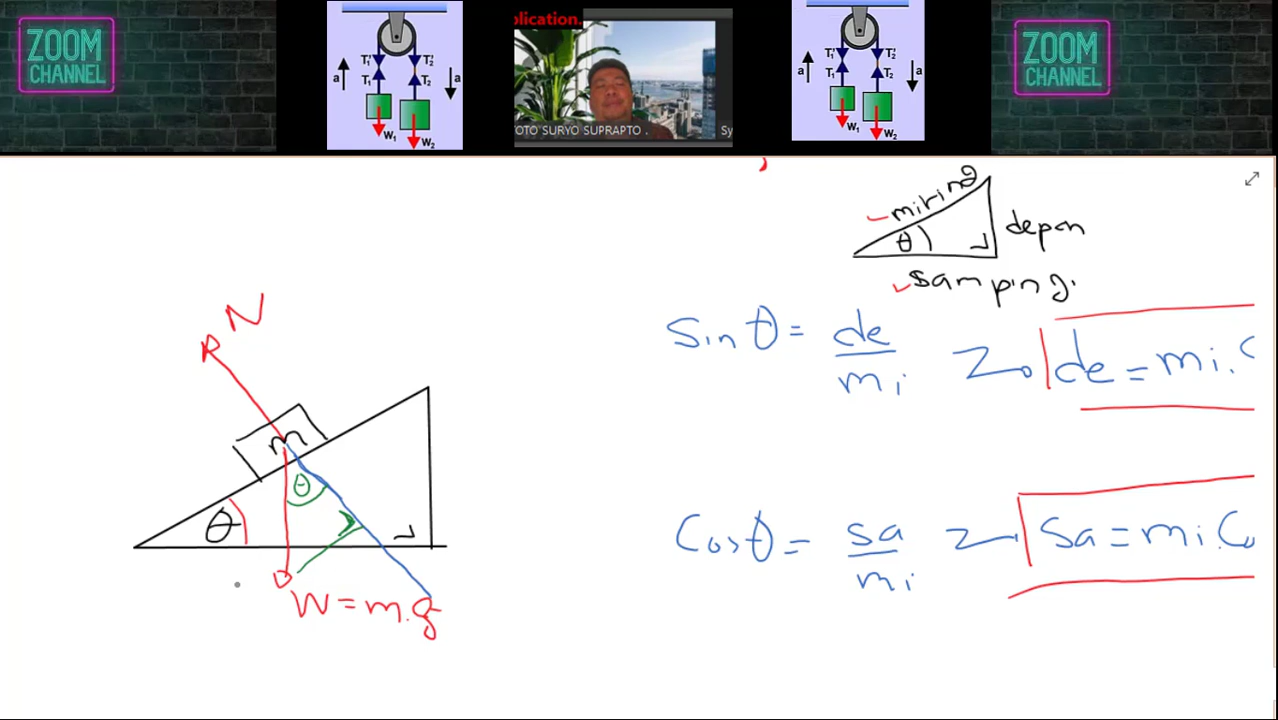 ZOOM
CHANNEL
T₁' T₂'
a T₁ T₂ a
W₁ W₂
plication.
OTO SURYO SUPRAPTO .
Sy
T₁' T₂'
a T₁ T₂ a
W₁ W₂
ZOOM
CHANNEL
miring
θ
depan
samping
N
m
θ
θ
W = m.g
Sin θ = de/mi
de = mi.
Cos θ = sa/mi
Sa = mi.Co